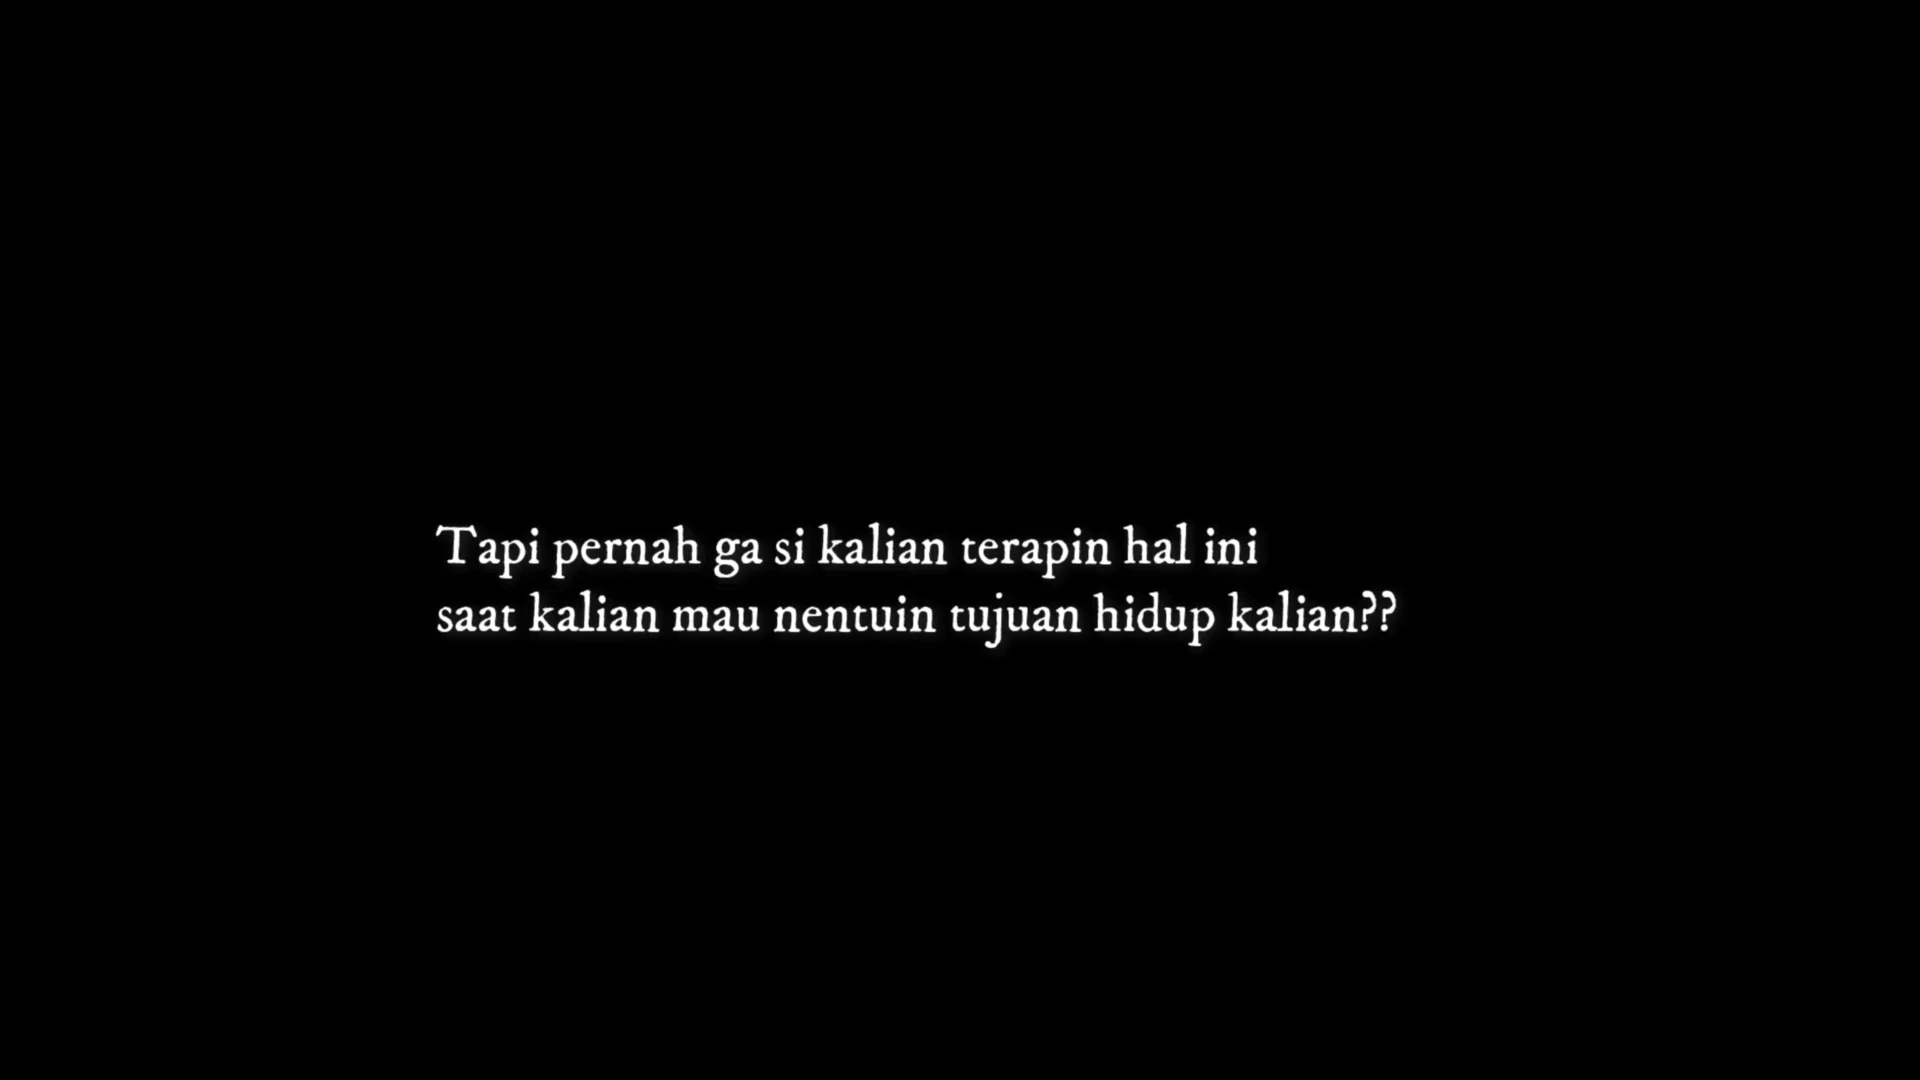 Tapi pernah ga si kalian terapin hal ini
saat kalian mau nentuin tujuan hidup kalian??